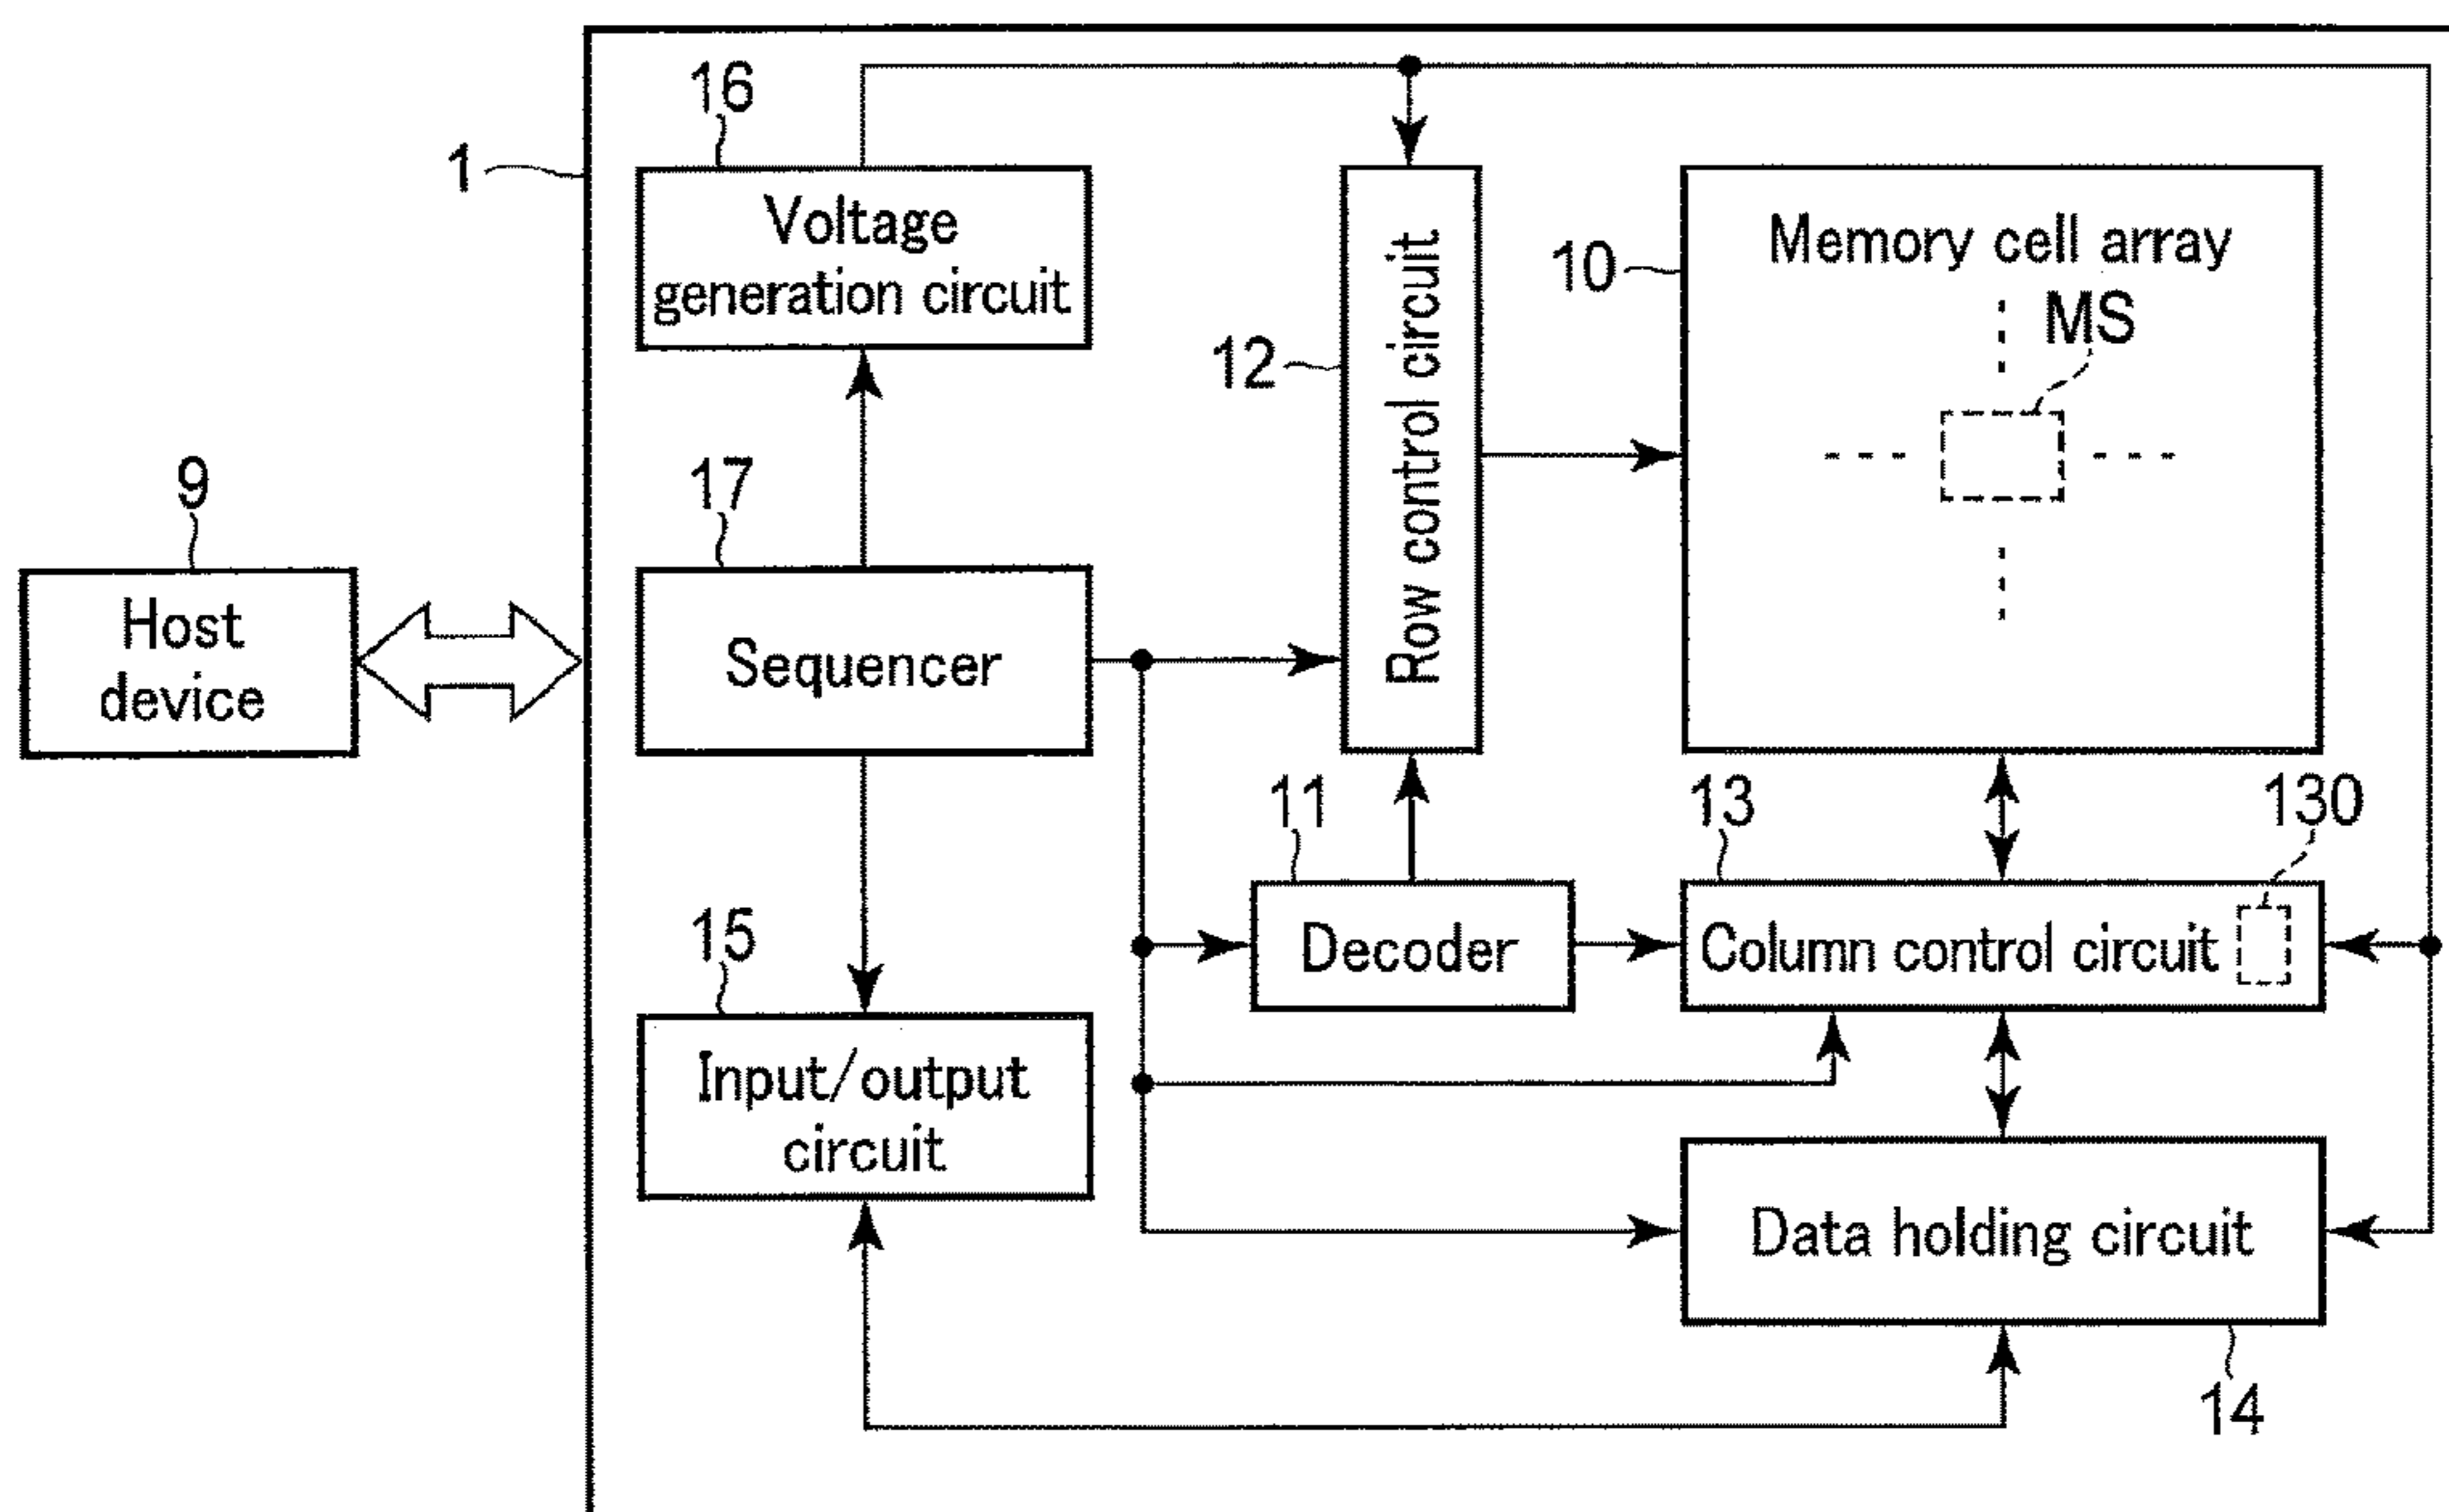 16
1
Voltage
generation circuit
12
Row control circuit
10
Memory cell array
MS
9
Host
device
17
Sequencer
11
Decoder
13
130
Column control circuit
15
Input/output
circuit
Data holding circuit
14